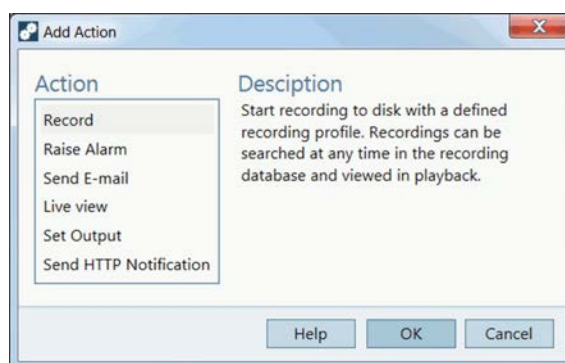 Add Action
Action
Record
Raise Alarm
Send E-mail
Live view
Set Output
Send HTTP Notification
Desciption
Start recording to disk with a defined
recording profile. Recordings can be
searched at any time in the recording
database and viewed in playback.
Help
OK
Cancel